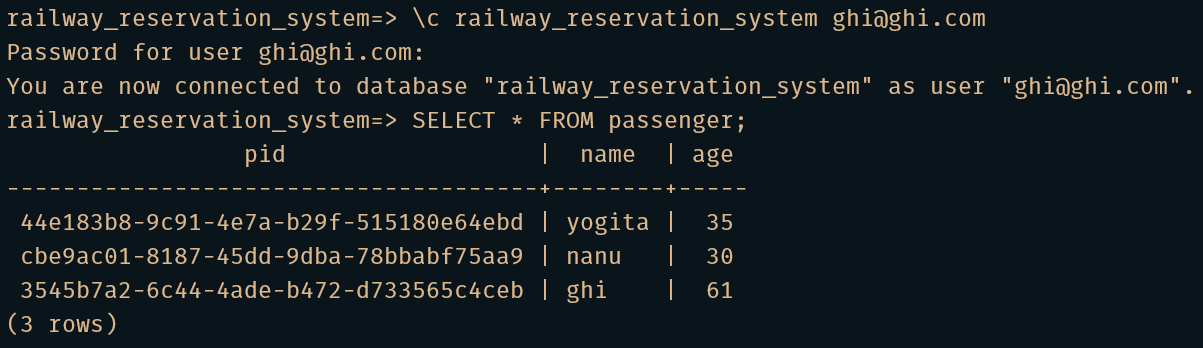 railway_reservation_system=> \c railway_reservation_system ghi@ghi.com
Password for user ghi@ghi.com:
You are now connected to database "railway_reservation_system" as user "ghi@ghi.com".
railway_reservation_system=> SELECT * FROM passenger;
                 pid                  |  name  | age
--------------------------------------+--------+-----
 44e183b8-9c91-4e7a-b29f-515180e64ebd | yogita |  35
 cbe9ac01-8187-45dd-9dba-78bbabf75aa9 | nanu   |  30
 3545b7a2-6c44-4ade-b472-d733565c4ceb | ghi    |  61
(3 rows)